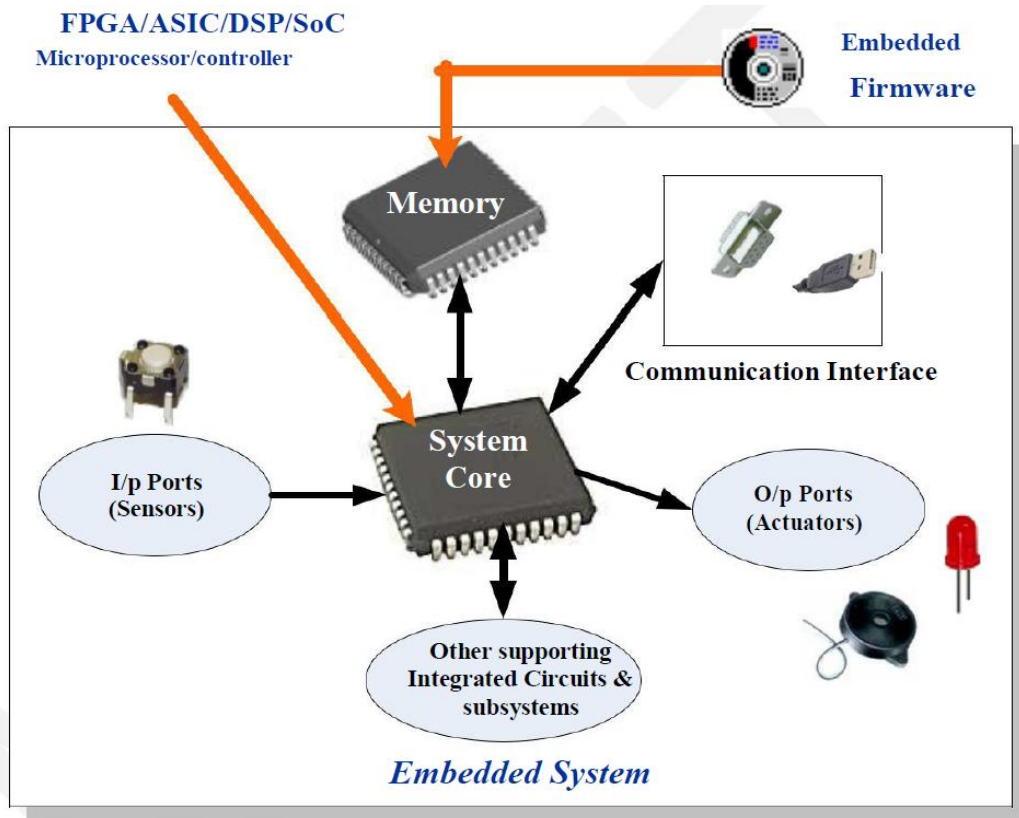 FPGA/ASIC/DSP/SoC
Microprocessor/controller
Embedded
Firmware
Memory
Communication Interface
System
Core
I/p Ports
(Sensors)
O/p Ports
(Actuators)
Other supporting
Integrated Circuits &
subsystems
Embedded System